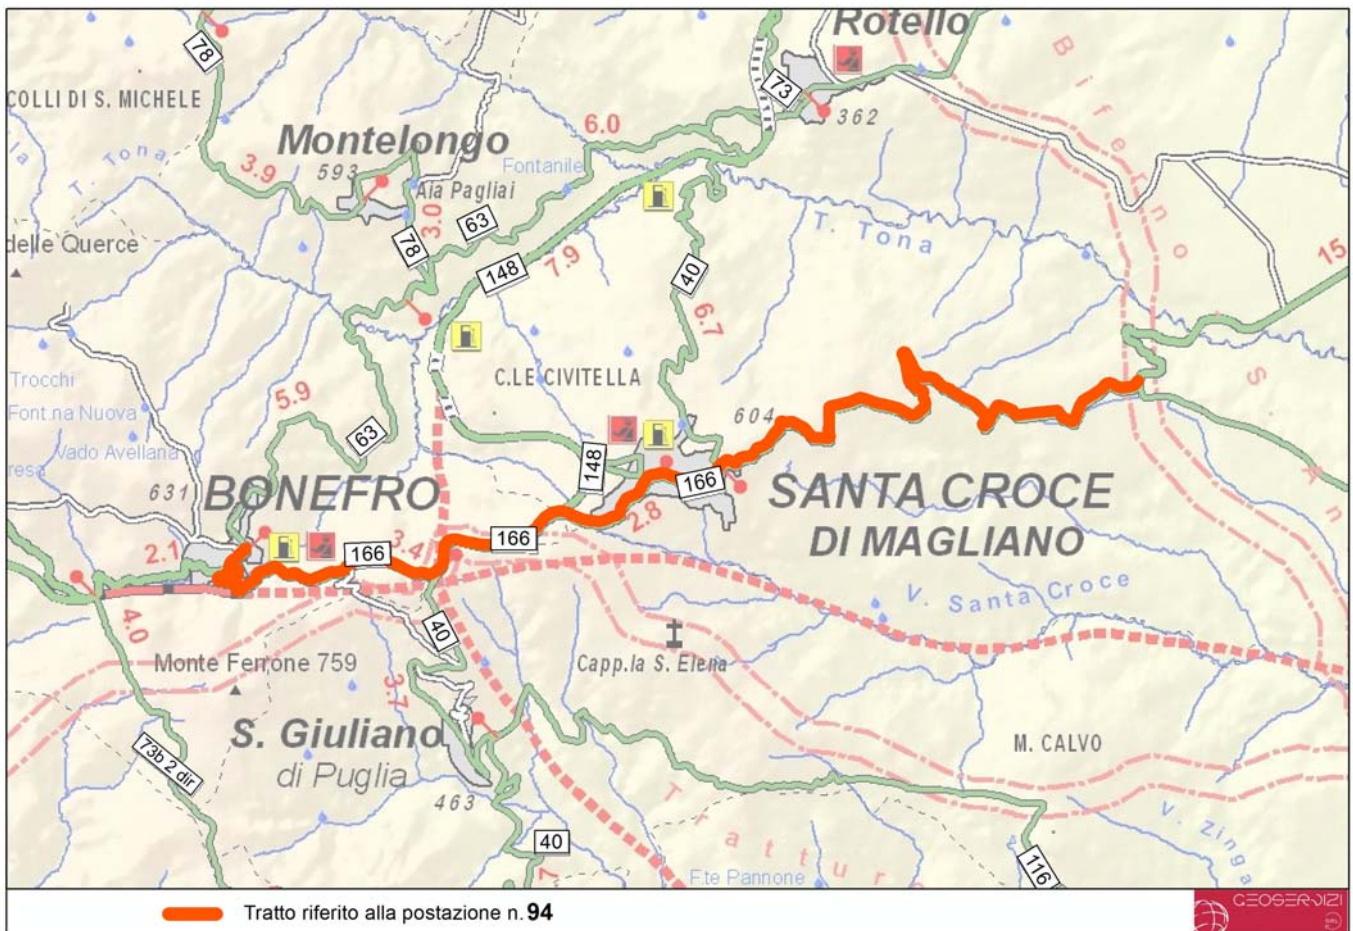 Rotello
78
B i f e r n o
COLLI DI S. MICHELE
73
362
Montelongo
6.0
T. Tona
3.9
593
Fontanile
Aia Pagliai
3.0
63
delle Querce
78
T. Tona
148
7.9
40
15
6.7
C.LE CIVITELLA
Trocchi
5.9
S
604
Font.na Nuova
63
Vado Avellana
148
631
BONEFRO
166
SANTA CROCE
DI MAGLIANO
2.8
166
3.4
166
2.1
4.0
V. Santa Croce
40
Monte Ferrone 759
Capp.la S. Elena
3.7
S. Giuliano
di Puglia
73b 2 dir
M. CALVO
463
T r a t t u r
V. Zinga
40
7
116
F.te Pannone
Tratto riferito alla postazione n. 94
GEOSERVIZI